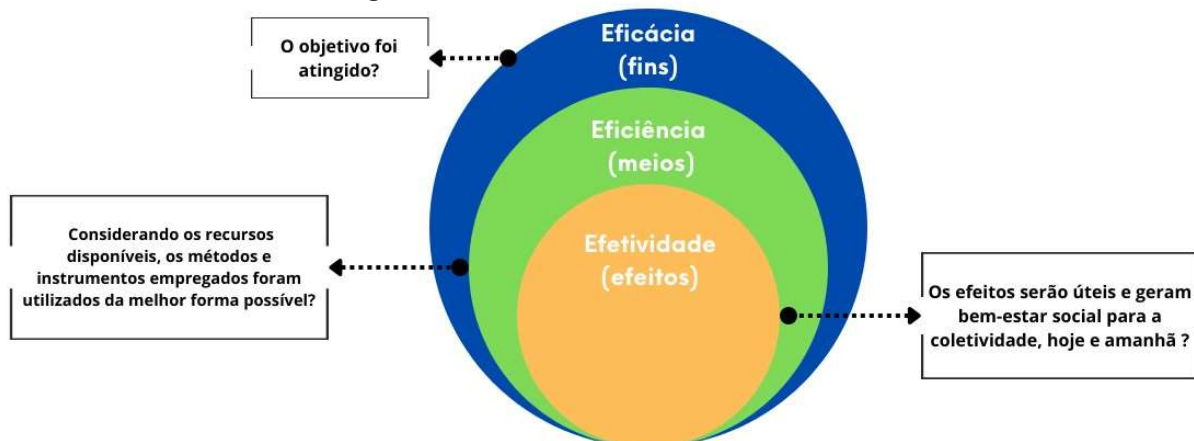 O objetivo foi
atingido?
Eficácia
(fins)
Eficiência
(meios)
Considerando os recursos
disponíveis, os métodos e
instrumentos empregados foram
utilizados da melhor forma possível?
Efetividade
(efeitos)
Os efeitos serão úteis e geram
bem-estar social para a
coletividade, hoje e amanhã ?